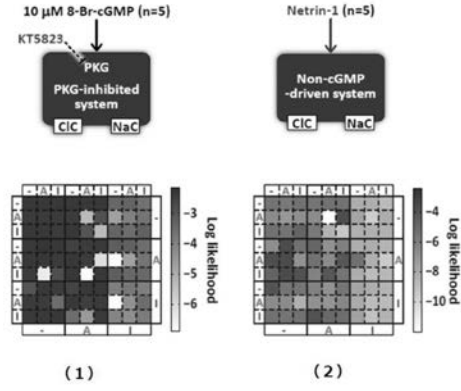 10 μM 8-Br-cGMP (n=5)
KT5823
PKG
PKG-inhibited
system
ClC
NaC
Netrin-1 (n=5)
Non-cGMP
-driven system
ClC
NaC
- A I - A I - A I
- A I - A I - A I
- A I
- A I
-3
-4
-5
-6
Log likelihood
- A I - A I - A I
- A I - A I - A I
- A I
- A I
-4
-6
-8
-10
Log likelihood
(1)
(2)